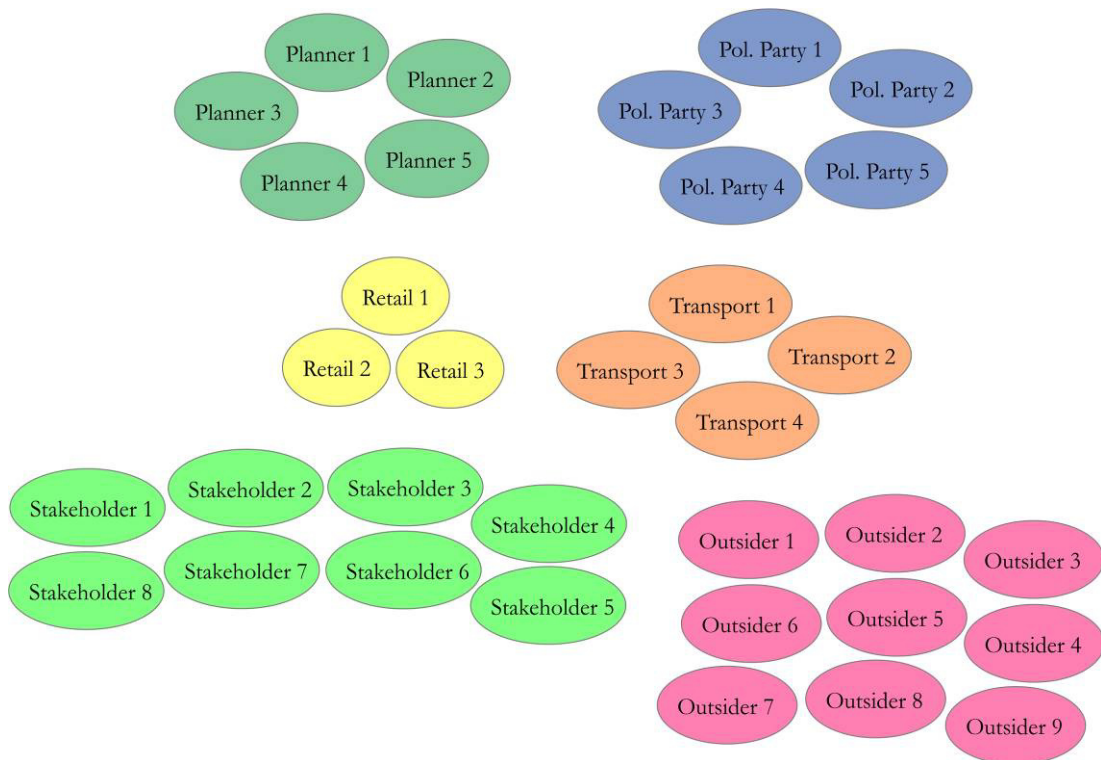 Planner 1
Planner 2
Planner 3
Planner 5
Planner 4
Pol. Party 1
Pol. Party 2
Pol. Party 3
Pol. Party 5
Pol. Party 4
Retail 1
Retail 2
Retail 3
Transport 1
Transport 2
Transport 3
Transport 4
Stakeholder 1
Stakeholder 2
Stakeholder 3
Stakeholder 4
Stakeholder 8
Stakeholder 7
Stakeholder 6
Stakeholder 5
Outsider 1
Outsider 2
Outsider 3
Outsider 6
Outsider 5
Outsider 4
Outsider 7
Outsider 8
Outsider 9